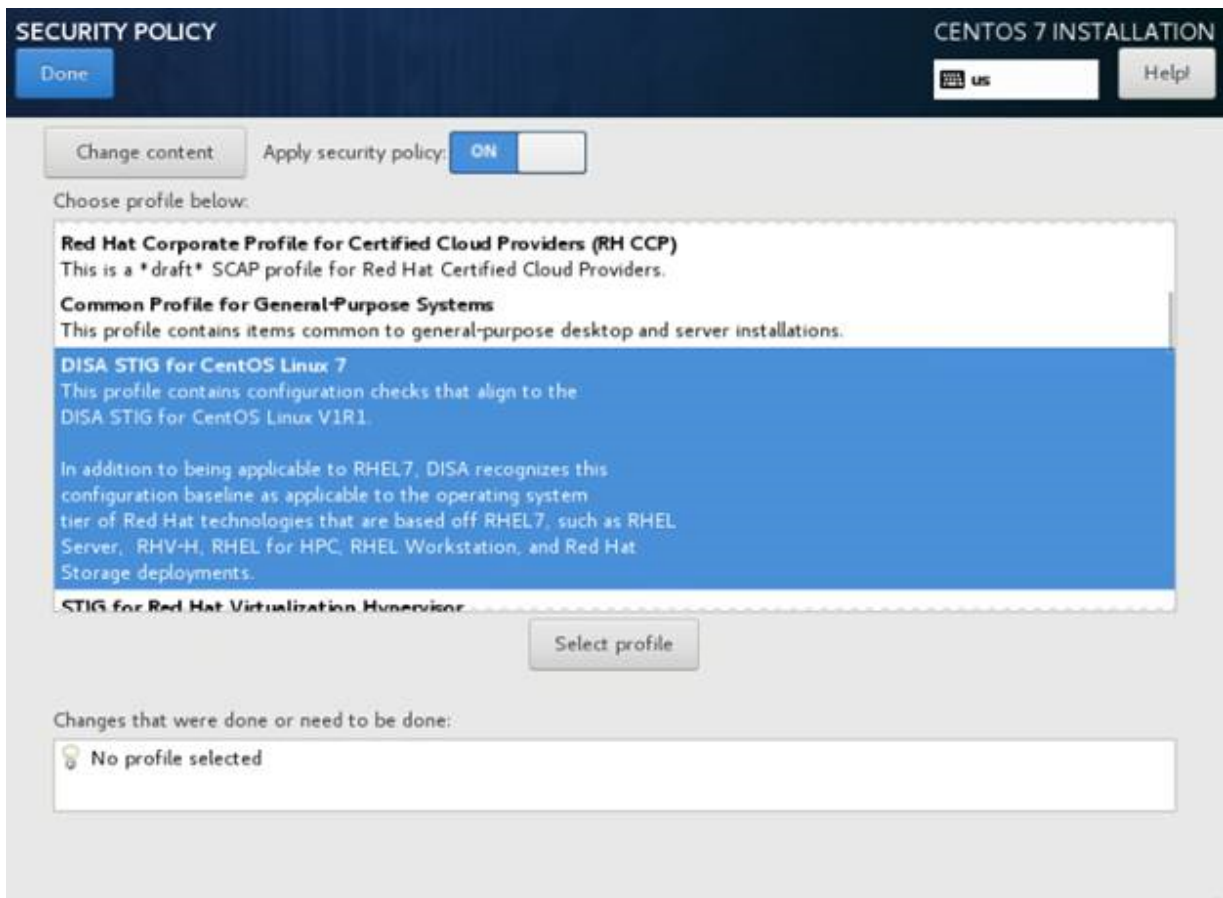 SECURITY POLICY
CENTOS 7 INSTALLATION
Done
us
Help!
Change content
Apply security policy:
ON
Choose profile below:
Red Hat Corporate Profile for Certified Cloud Providers (RH CCP)
This is a *draft* SCAP profile for Red Hat Certified Cloud Providers.
Common Profile for General-Purpose Systems
This profile contains items common to general-purpose desktop and server installations.
DISA STIG for CentOS Linux 7
This profile contains configuration checks that align to the
DISA STIG for CentOS Linux V1R1.
In addition to being applicable to RHEL7, DISA recognizes this
configuration baseline as applicable to the operating system
tier of Red Hat technologies that are based off RHEL7, such as RHEL
Server, RHV-H, RHEL for HPC, RHEL Workstation, and Red Hat
Storage deployments.
STIG for Red Hat Virtualization Hypervisor
Select profile
Changes that were done or need to be done:
No profile selected